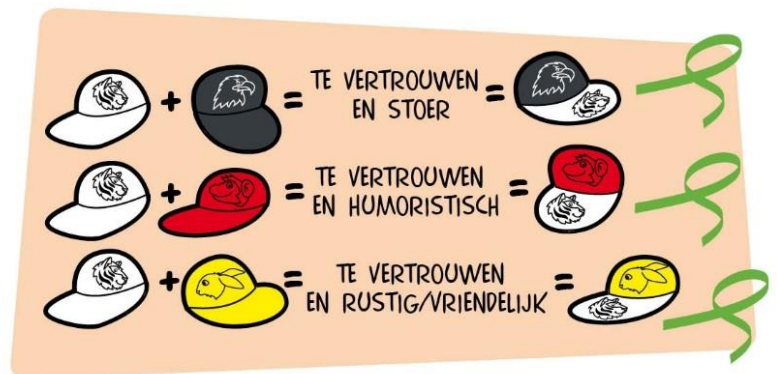 + = TE VERTROUWEN =
EN STOER
+ = TE VERTROUWEN =
EN HUMORISTISCH
+ = TE VERTROUWEN =
EN RUSTIG/VRIENDELIJK